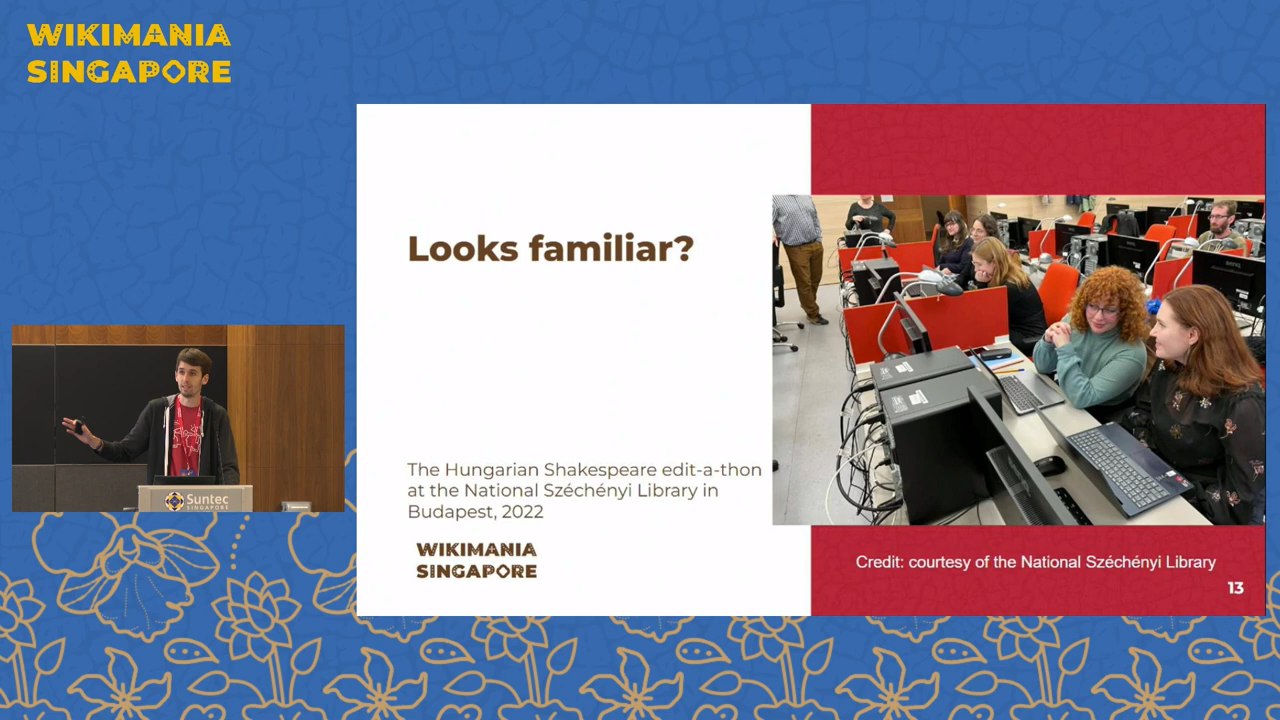 WIKIMANIA
SINGAPORE
Looks familiar?
The Hungarian Shakespeare edit-a-thon
at the National Széchényi Library in
Budapest, 2022
WIKIMANIA
SINGAPORE
Credit: courtesy of the National Széchényi Library
13
Suntec
SINGAPORE